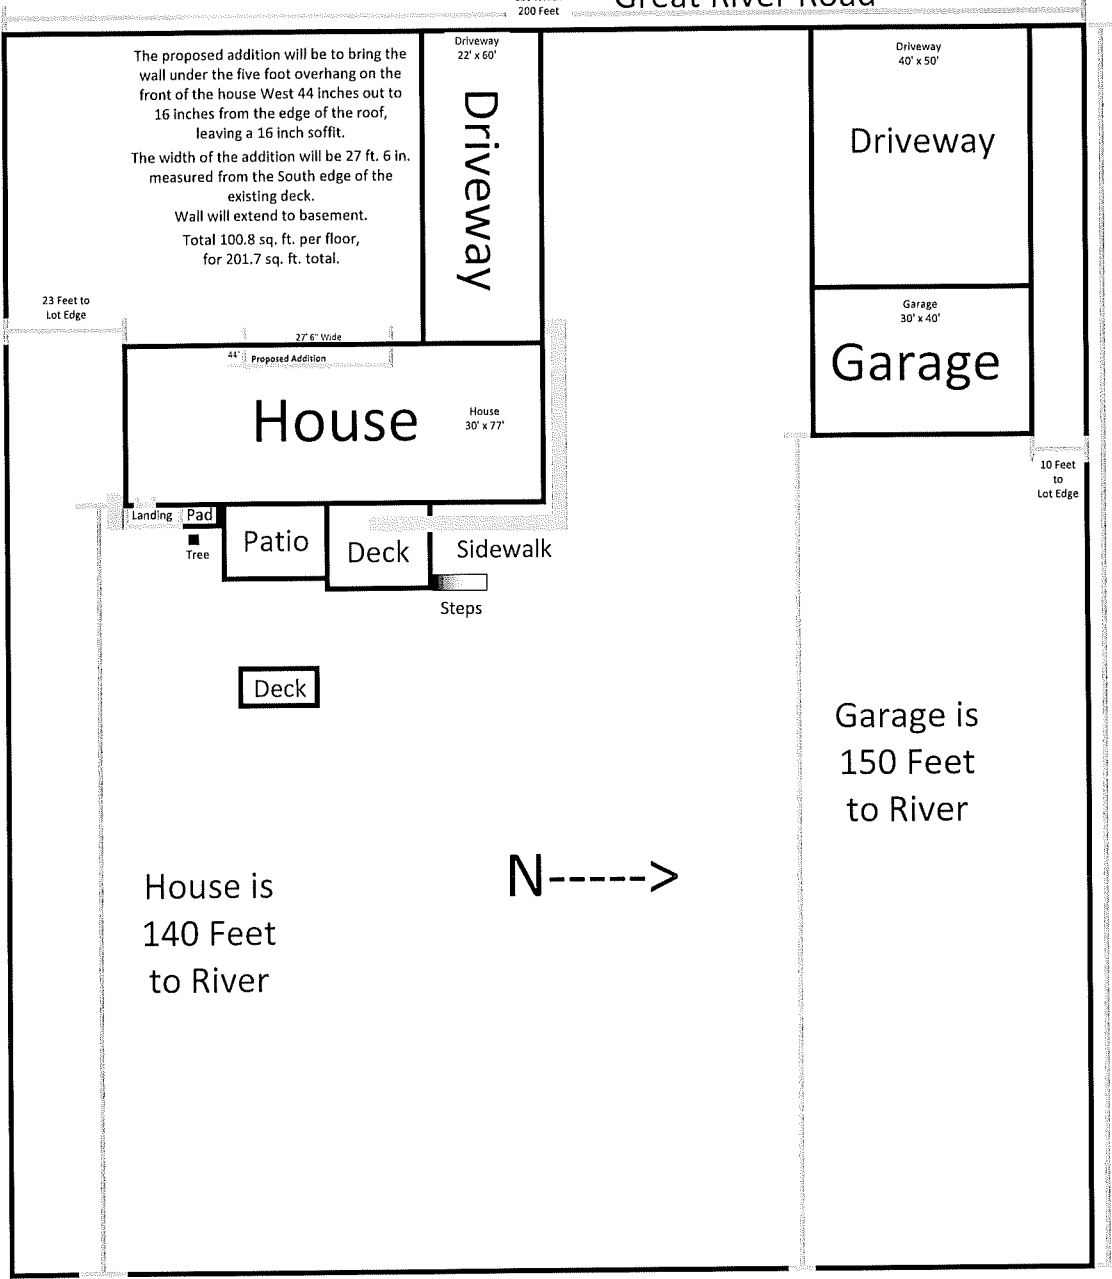 Great River Road
200 Feet
The proposed addition will be to bring the
wall under the five foot overhang on the
front of the house West 44 inches out to
16 inches from the edge of the roof,
leaving a 16 inch soffit.
The width of the addition will be 27 ft. 6 in.
measured from the South edge of the
existing deck.
Wall will extend to basement.
Total 100.8 sq. ft. per floor,
for 201.7 sq. ft. total.
Driveway
22' x 60'
Driveway
Driveway
40' x 50'
Driveway
23 Feet to
Lot Edge
Garage
30' x 40'
Garage
27' 6" Wide
44"
Proposed Addition
House
House
30' x 77'
10 Feet
to
Lot Edge
Landing
Pad
Tree
Patio
Deck
Sidewalk
Steps
Deck
Garage is
150 Feet
to River
N----->
House is
140 Feet
to River